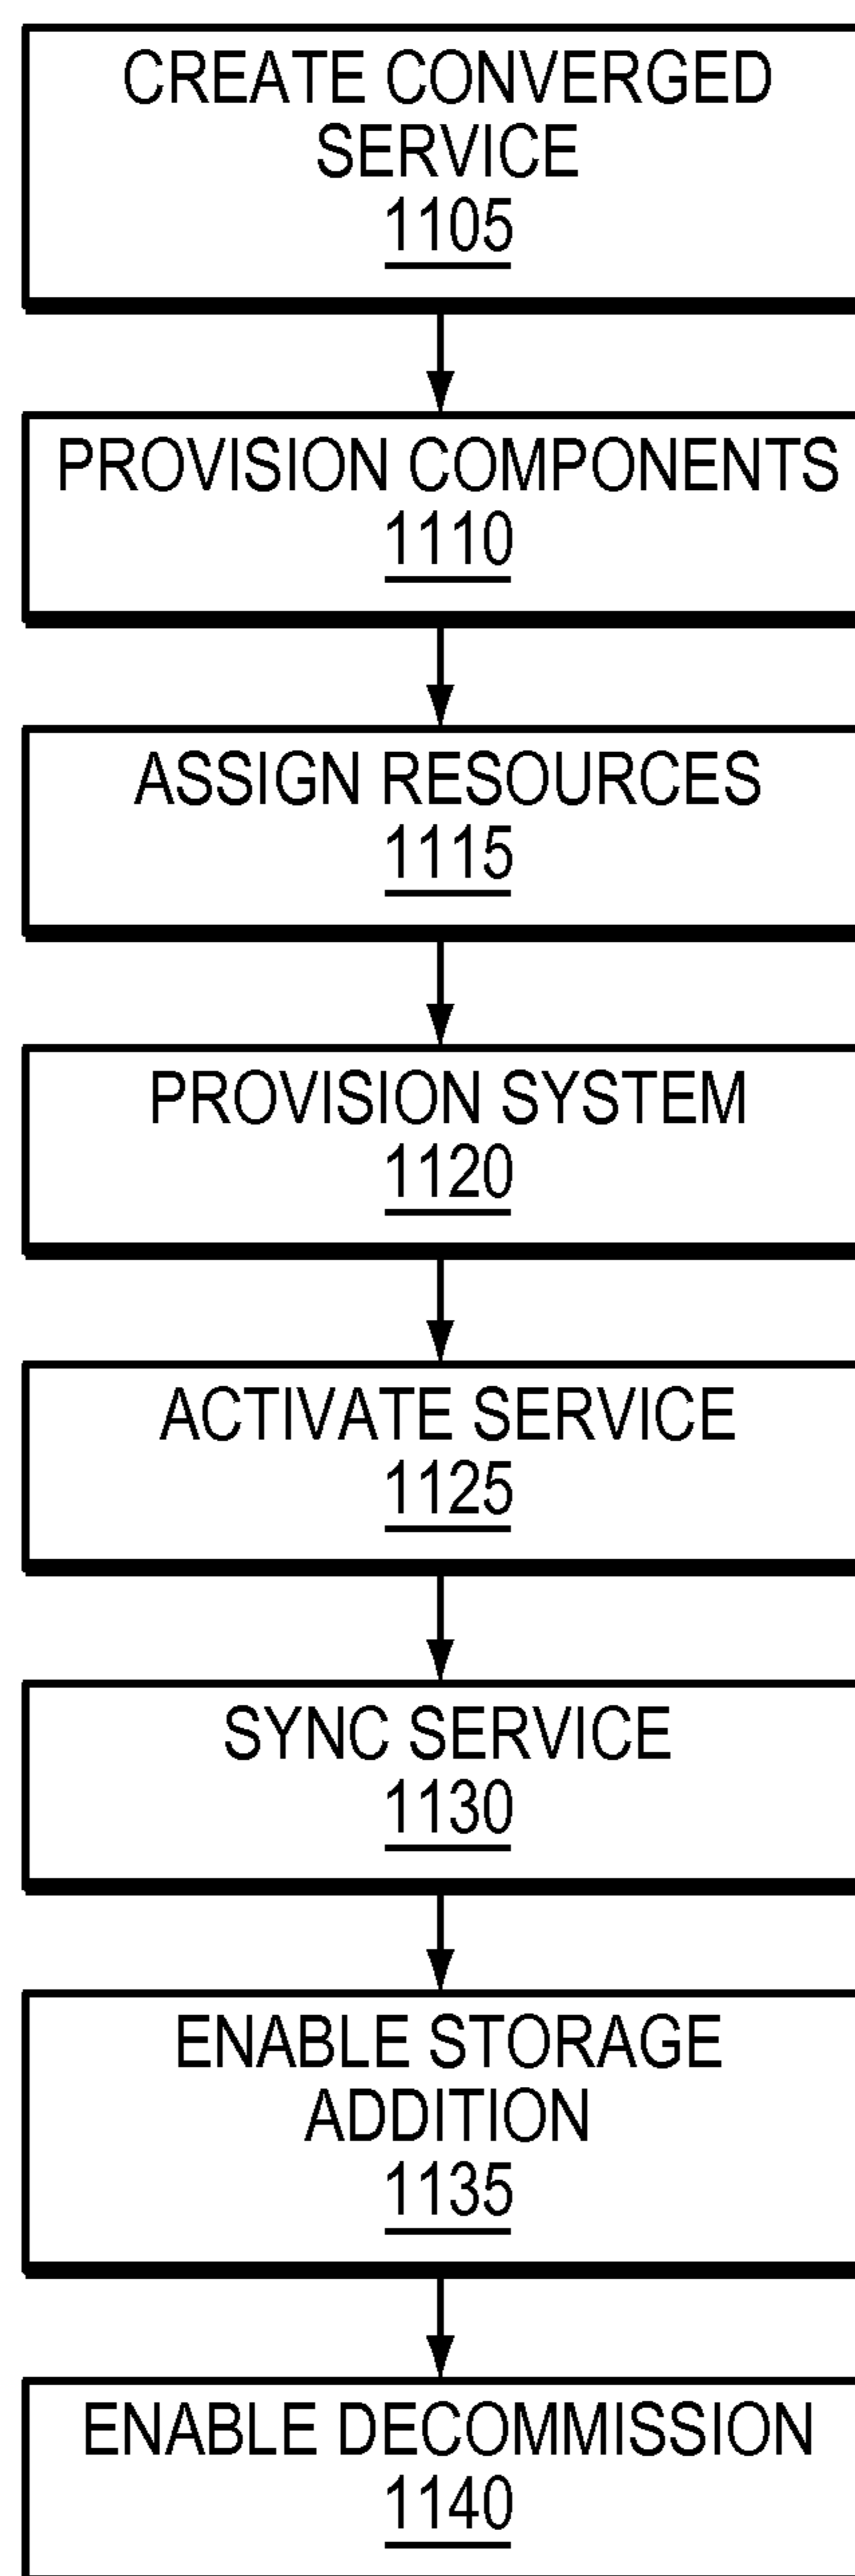 CREATE CONVERGED
SERVICE
1105
PROVISION COMPONENTS
1110
ASSIGN RESOURCES
1115
PROVISION SYSTEM
1120
ACTIVATE SERVICE
1125
SYNC SERVICE
1130
ENABLE STORAGE
ADDITION
1135
ENABLE DECOMMISSION
1140